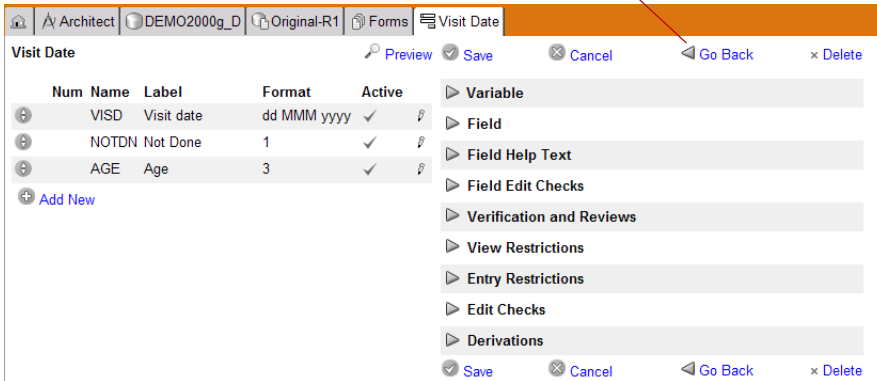 Architect DEMO2000g_D Original-R1 Forms Visit Date
Visit Date Preview
Num Name Label Format Active
VISD Visit date dd MMM yyyy
NOTDN Not Done 1
AGE Age 3
Add New
Save Cancel Go Back × Delete
Variable
Field
Field Help Text
Field Edit Checks
Verification and Reviews
View Restrictions
Entry Restrictions
Edit Checks
Derivations
Save Cancel Go Back × Delete